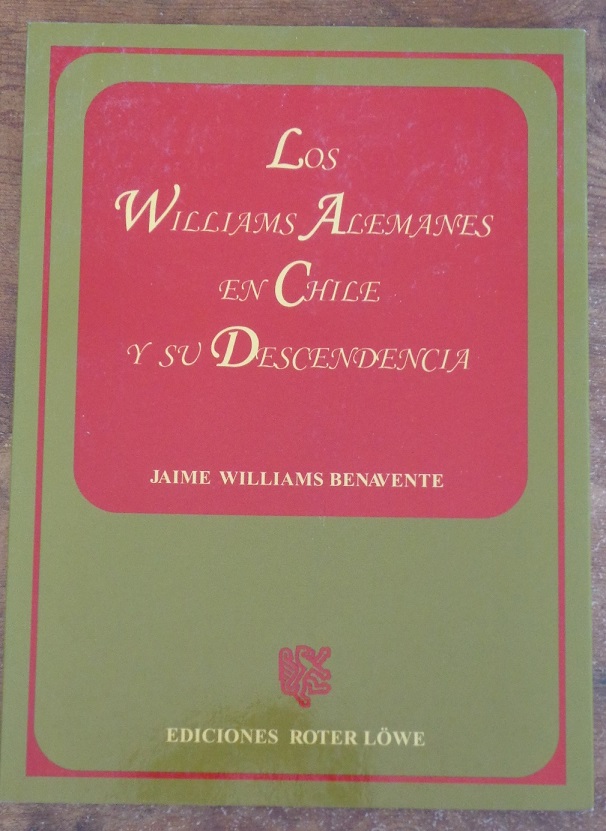 LOS
WILLIAMS ALEMANES
EN CHILE
Y SU DESCENDENCIA
JAIME WILLIAMS BENAVENTE
EDICIONES ROTER LÖWE